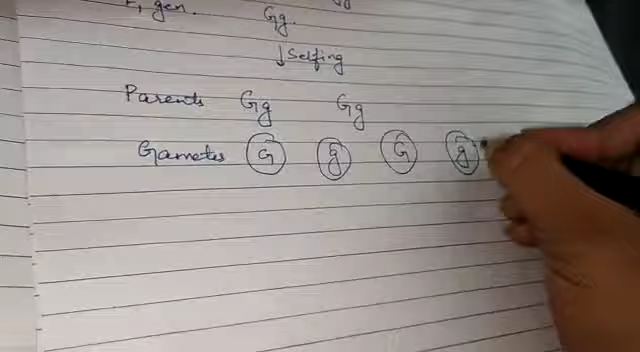 F1 gen. Gg.
↓ Selfing
Parents Gg Gg
Gametes G g G g